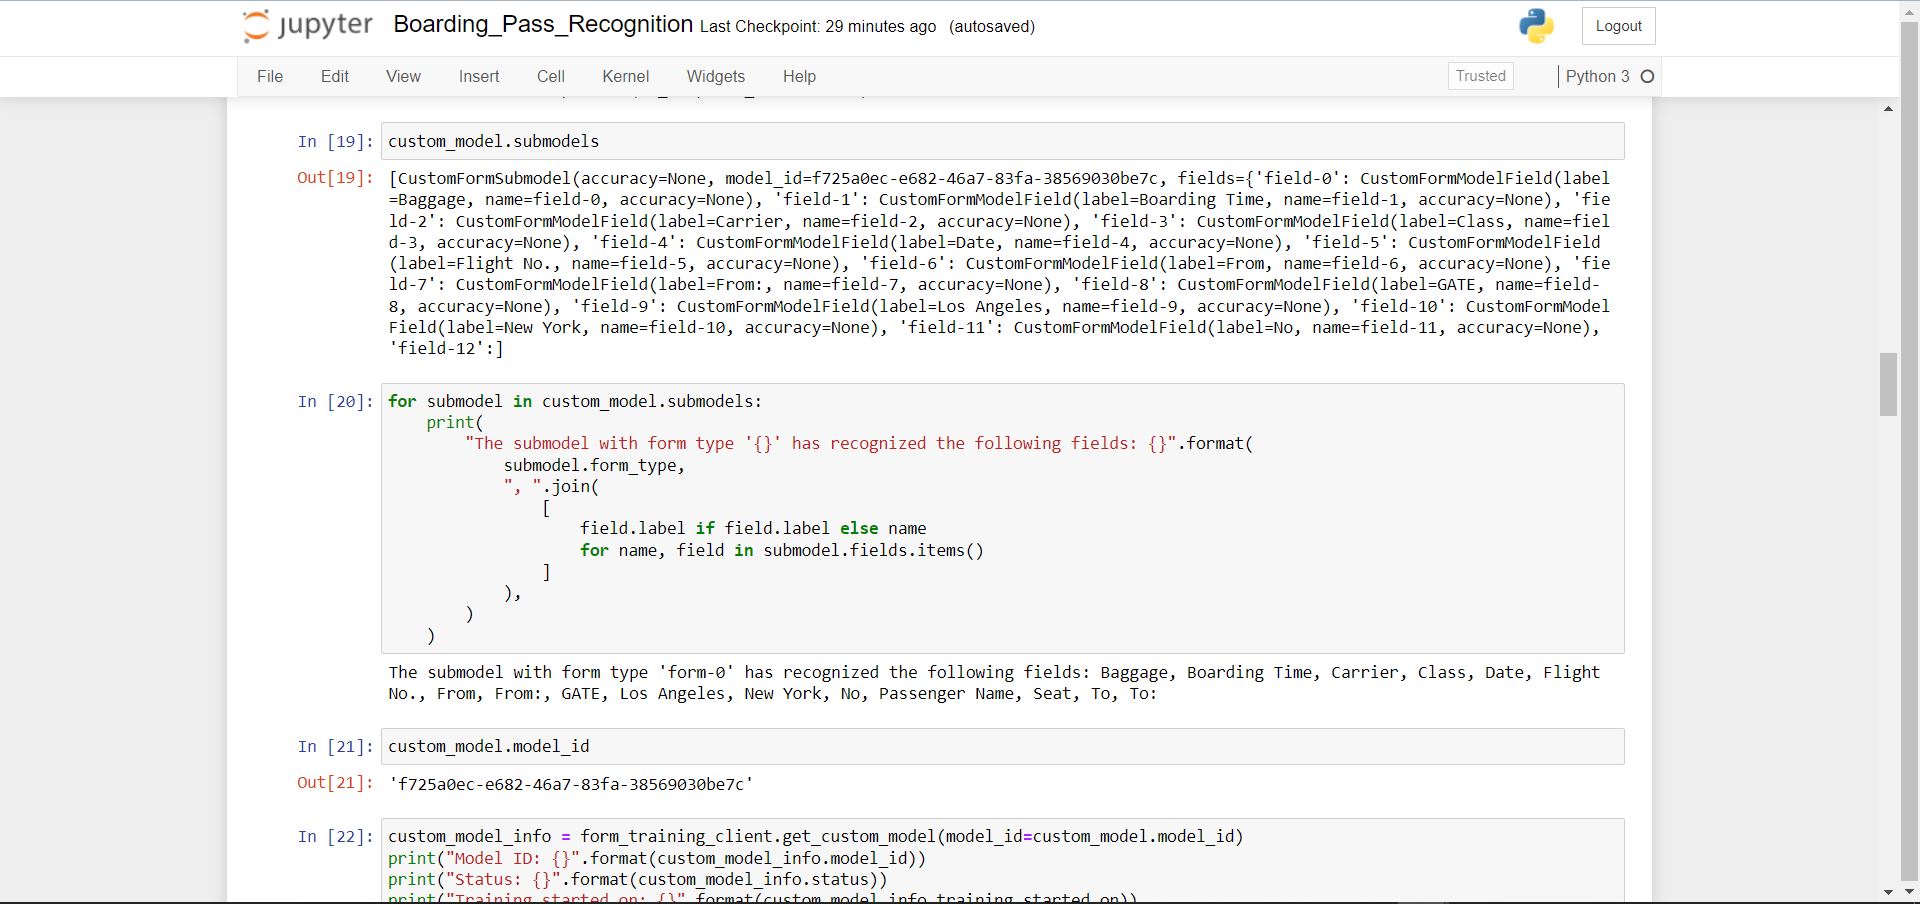 jupyter Boarding_Pass_Recognition Last Checkpoint: 29 minutes ago (autosaved) Logout
File Edit View Insert Cell Kernel Widgets Help Trusted Python 3
In [19]: custom_model.submodels
Out[19]: [CustomFormSubmodel(accuracy=None, model_id=f725a0ec-e682-46a7-83fa-38569030be7c, fields={'field-0': CustomFormModelField(label
=Baggage, name=field-0, accuracy=None), 'field-1': CustomFormModelField(label=Boarding Time, name=field-1, accuracy=None), 'fie
ld-2': CustomFormModelField(label=Carrier, name=field-2, accuracy=None), 'field-3': CustomFormModelField(label=Class, name=fiel
d-3, accuracy=None), 'field-4': CustomFormModelField(label=Date, name=field-4, accuracy=None), 'field-5': CustomFormModelField
(label=Flight No., name=field-5, accuracy=None), 'field-6': CustomFormModelField(label=From, name=field-6, accuracy=None), 'fie
ld-7': CustomFormModelField(label=From:, name=field-7, accuracy=None), 'field-8': CustomFormModelField(label=GATE, name=field-
8, accuracy=None), 'field-9': CustomFormModelField(label=Los Angeles, name=field-9, accuracy=None), 'field-10': CustomFormModel
Field(label=New York, name=field-10, accuracy=None), 'field-11': CustomFormModelField(label=No, name=field-11, accuracy=None),
'field-12':]
In [20]: for submodel in custom_model.submodels:
print(
"The submodel with form type '{}' has recognized the following fields: {}".format(
submodel.form_type,
", ".join(
[
field.label if field.label else name
for name, field in submodel.fields.items()
]
),
)
)
The submodel with form type 'form-0' has recognized the following fields: Baggage, Boarding Time, Carrier, Class, Date, Flight
No., From, From:, GATE, Los Angeles, New York, No, Passenger Name, Seat, To, To:
In [21]: custom_model.model_id
Out[21]: 'f725a0ec-e682-46a7-83fa-38569030be7c'
In [22]: custom_model_info = form_training_client.get_custom_model(model_id=custom_model.model_id)
print("Model ID: {}".format(custom_model_info.model_id))
print("Status: {}".format(custom_model_info.status))
print("Training started on: {}".format(custom_model_info.training_started_on))